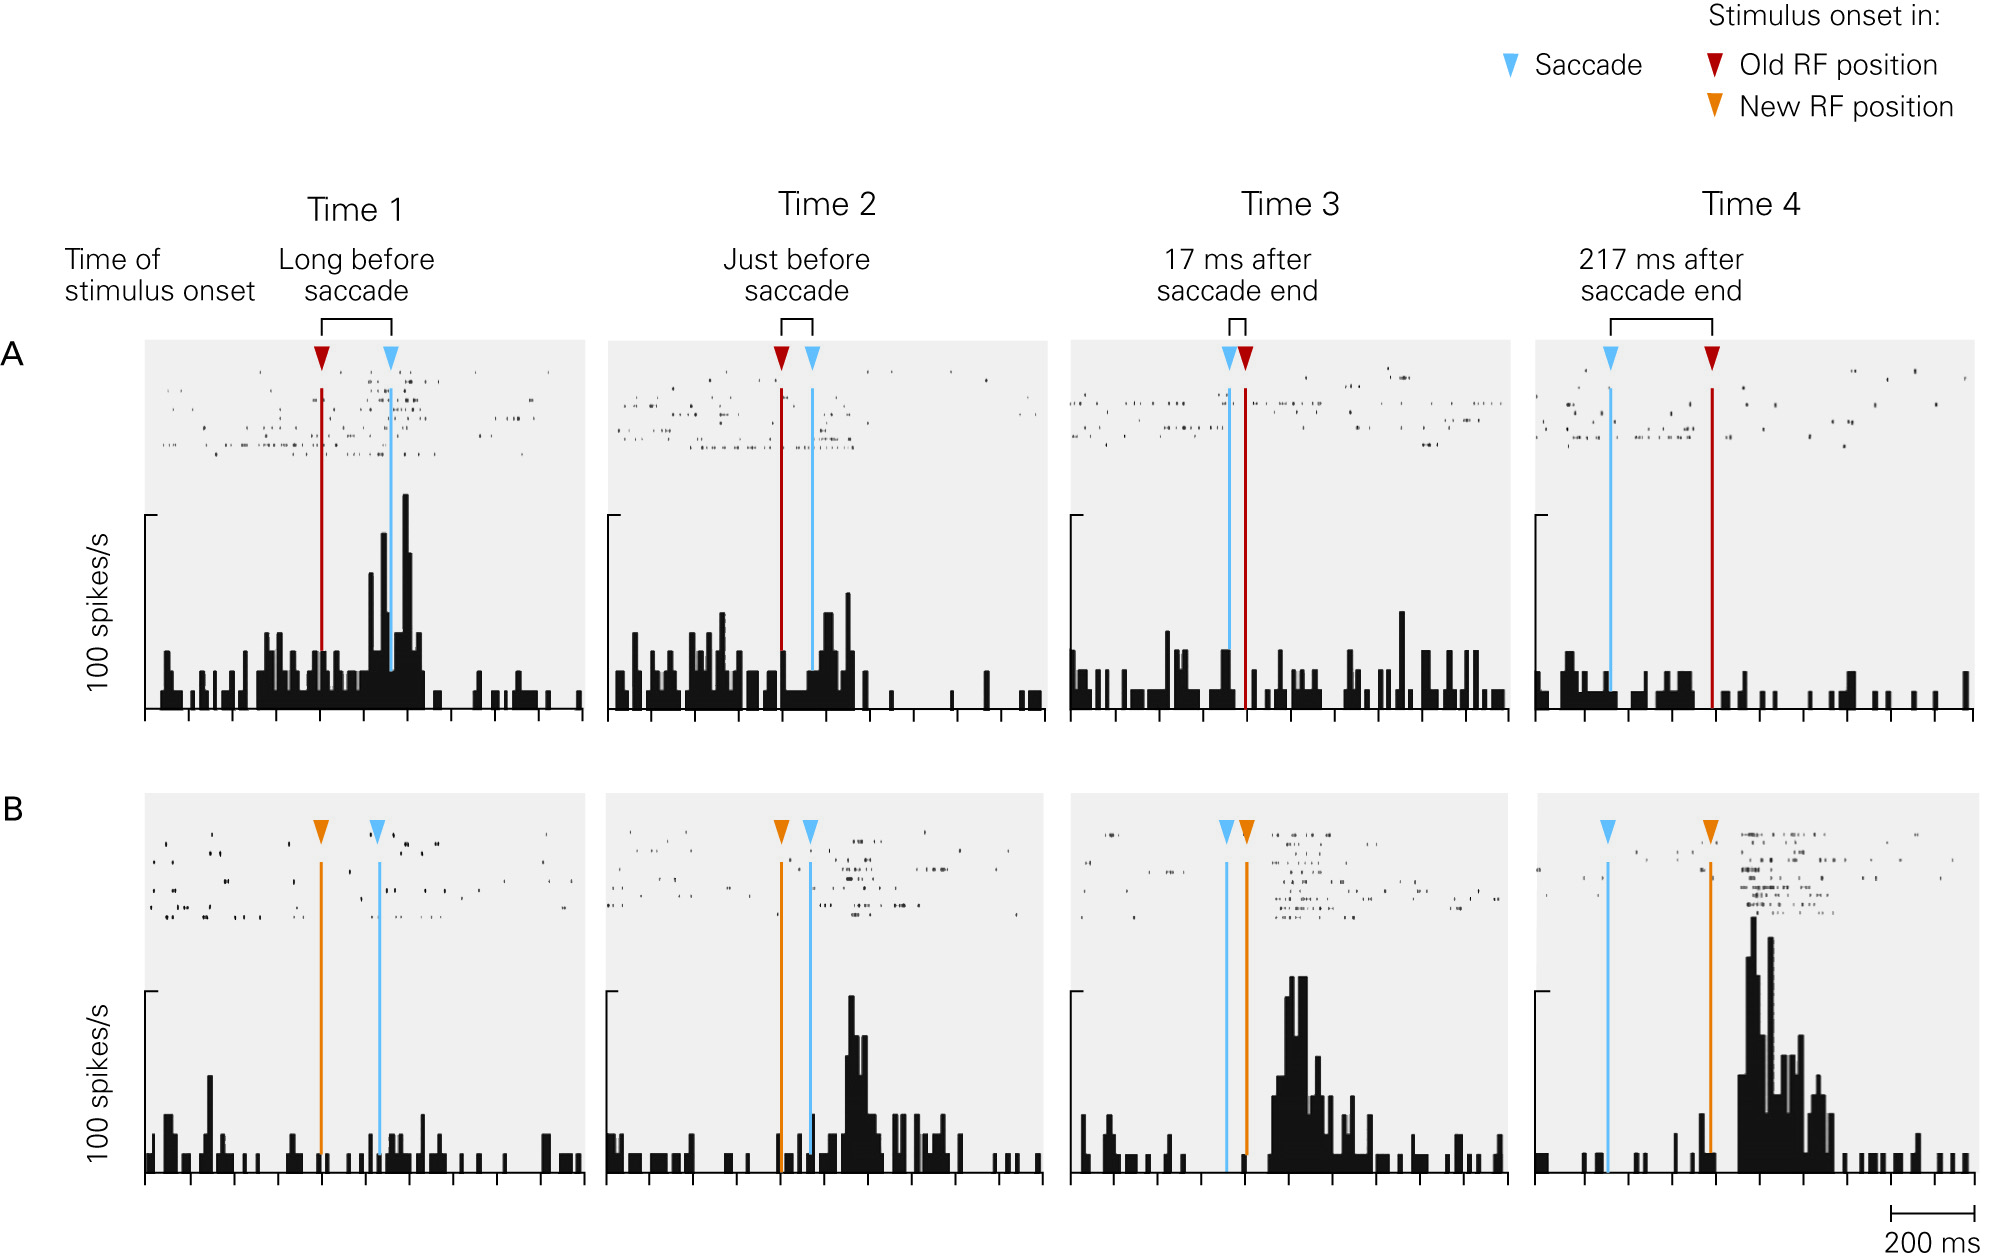 Stimulus onset in:
Saccade
Old RF position
New RF position
Time 1
Time 2
Time 3
Time 4
Time of
stimulus onset
Long before
saccade
Just before
saccade
17 ms after
saccade end
217 ms after
saccade end
A
100 spikes/s
B
100 spikes/s
200 ms